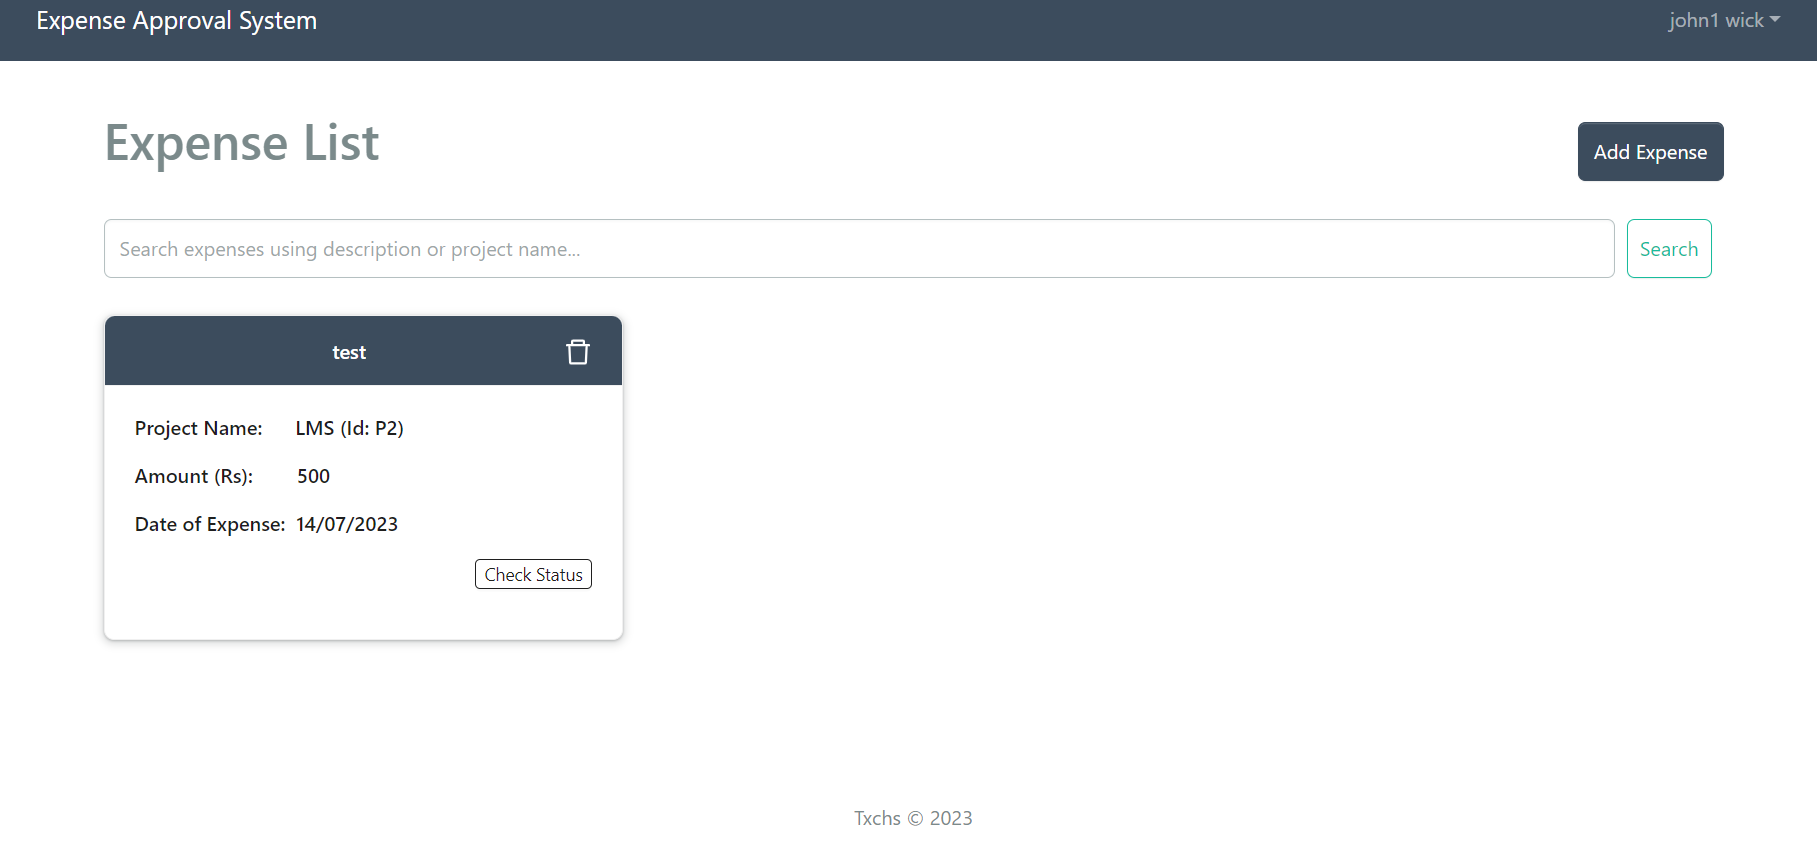 Expense Approval System
john1 wick
Expense List
Add Expense
Search expenses using description or project name...
Search
test
Project Name: LMS (Id: P2)
Amount (Rs): 500
Date of Expense: 14/07/2023
Check Status
Txchs © 2023